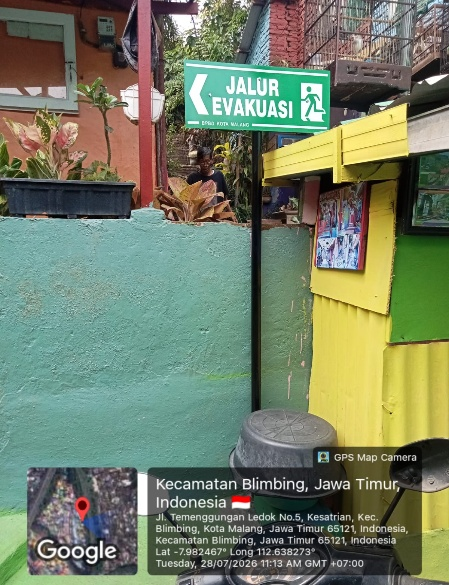 JALUR
EVAKUASI
BPBD KOTA MALANG
GPS Map Camera
Kecamatan Blimbing, Jawa Timur,
Indonesia 🇮🇩
Jl. Temenggungan Ledok No.5, Kesatrian, Kec.
Blimbing, Kota Malang, Jawa Timur 65121, Indonesia,
Kecamatan Blimbing, Jawa Timur 65121, Indonesia
Lat -7.982467° Long 112.638273°
Tuesday, 28/07/2026 11:13 AM GMT +07:00
Google